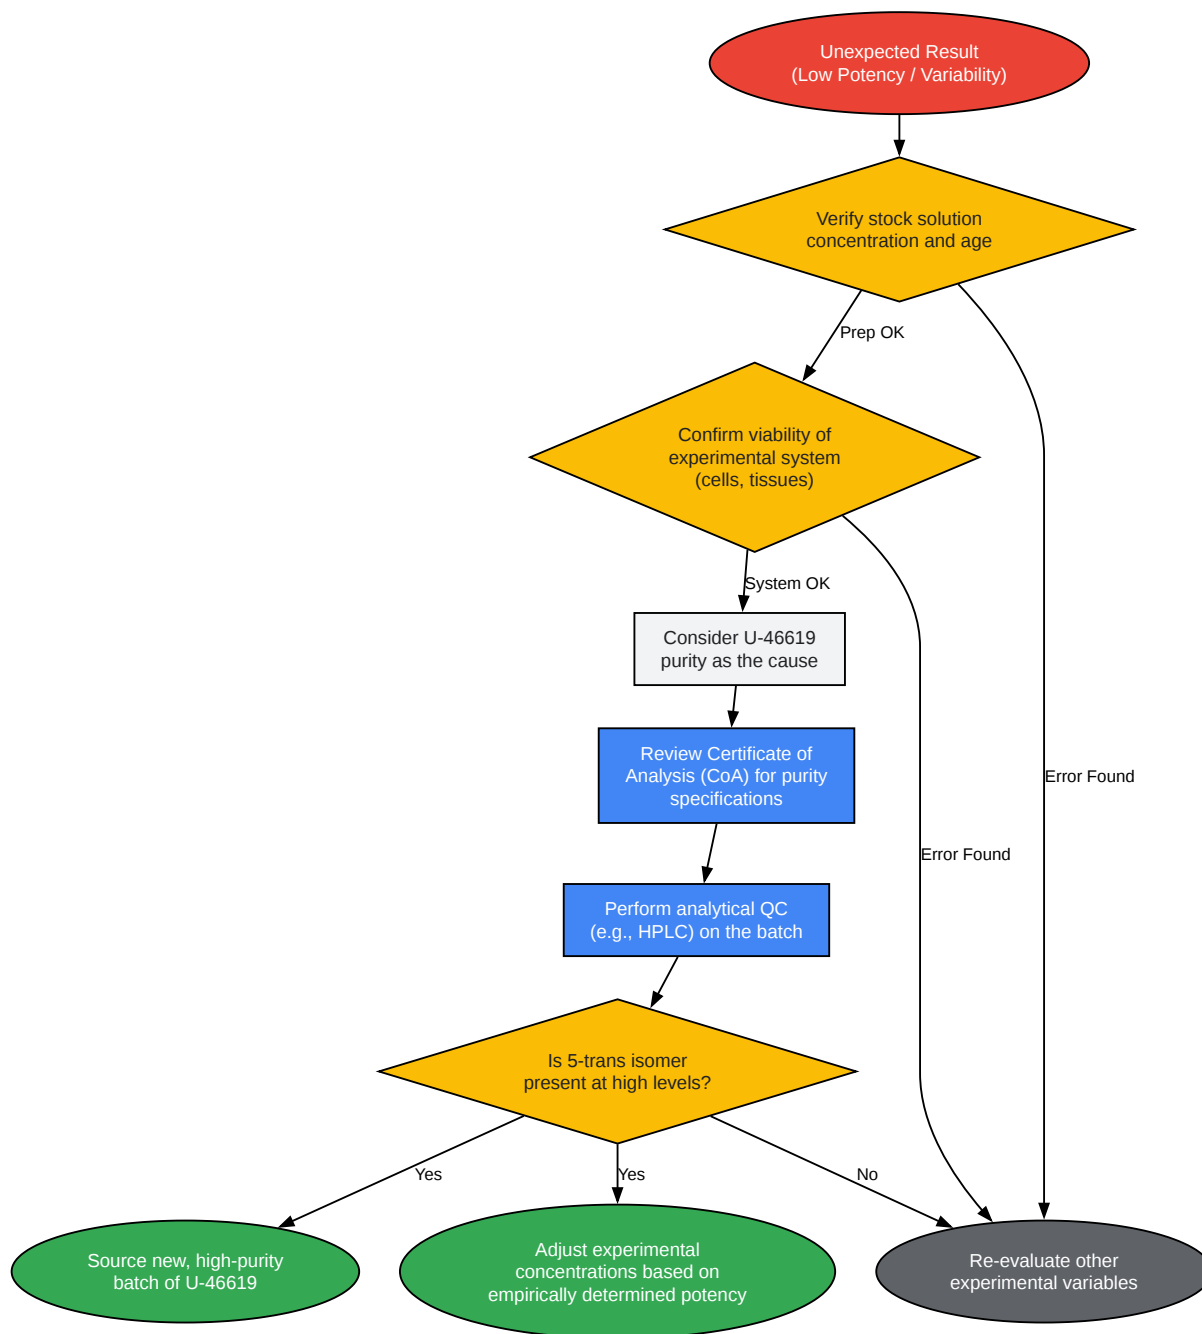 Unexpected Result
(Low Potency / Variability)
Verify stock solution
concentration and age
Prep OK
Confirm viability of
experimental system
(cells, tissues)
System OK
Consider U-46619
purity as the cause
Review Certificate of
Analysis (CoA) for purity
specifications
Error Found
Error Found
Perform analytical QC
(e.g., HPLC) on the batch
Is 5-trans isomer
present at high levels?
Yes
Yes
No
Source new, high-purity
batch of U-46619
Adjust experimental
concentrations based on
empirically determined potency
Re-evaluate other
experimental variables